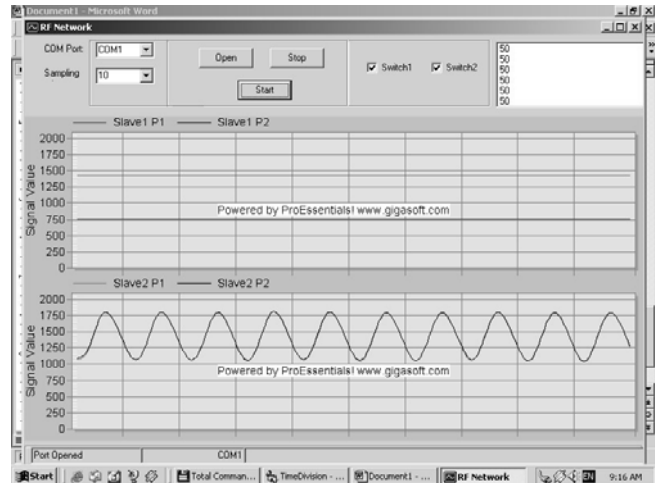 Document1 - Microsoft Word
RF Network
COM Port: COM1
Sampling 10
Open
Stop
Start
Switch1
Switch2
50
50
50
50
50
50
Slave1 P1
Slave1 P2
Signal Value
2000
1750
1500
1250
1000
750
500
250
0
Powered by ProEssentials! www.gigasoft.com
Slave2 P1
Slave2 P2
Signal Value
2000
1750
1500
1250
1000
750
500
250
0
Powered by ProEssentials! www.gigasoft.com
Port Opened
COM1
Start
Total Comman...
TimeDivision - ...
Document1 - ...
RF Network
EN
9:16 AM